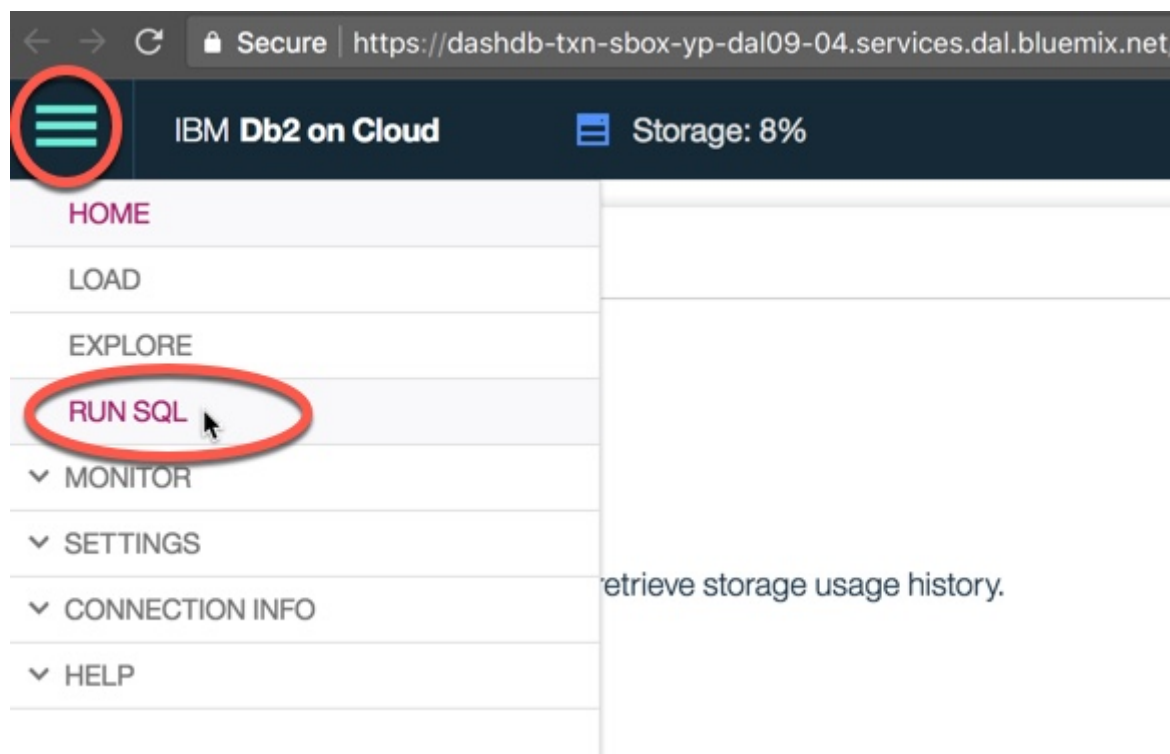 Secure | https://dashdb-txn-sbox-yp-dal09-04.services.dal.bluemix.net
IBM Db2 on Cloud Storage: 8%
HOME
LOAD
EXPLORE
RUN SQL
MONITOR
SETTINGS
etrieve storage usage history.
CONNECTION INFO
HELP